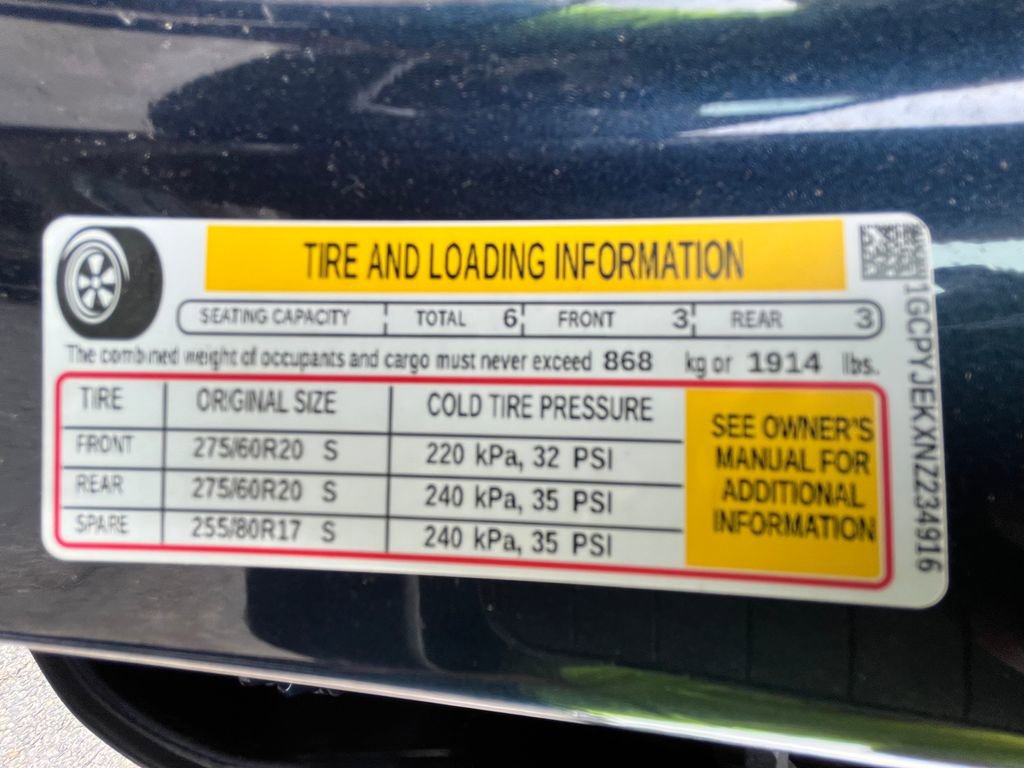 TIRE AND LOADING INFORMATION
SEATING CAPACITY TOTAL 6 FRONT 3 REAR 3
The combined weight of occupants and cargo must never exceed 868 kg or 1914 lbs.
TIRE ORIGINAL SIZE COLD TIRE PRESSURE
FRONT 275/60R20 S 220 kPa, 32 PSI
REAR 275/60R20 S 240 kPa, 35 PSI
SPARE 255/80R17 S 240 kPa, 35 PSI
SEE OWNER'S
MANUAL FOR
ADDITIONAL
INFORMATION
1GCPYJEKXNZ234916